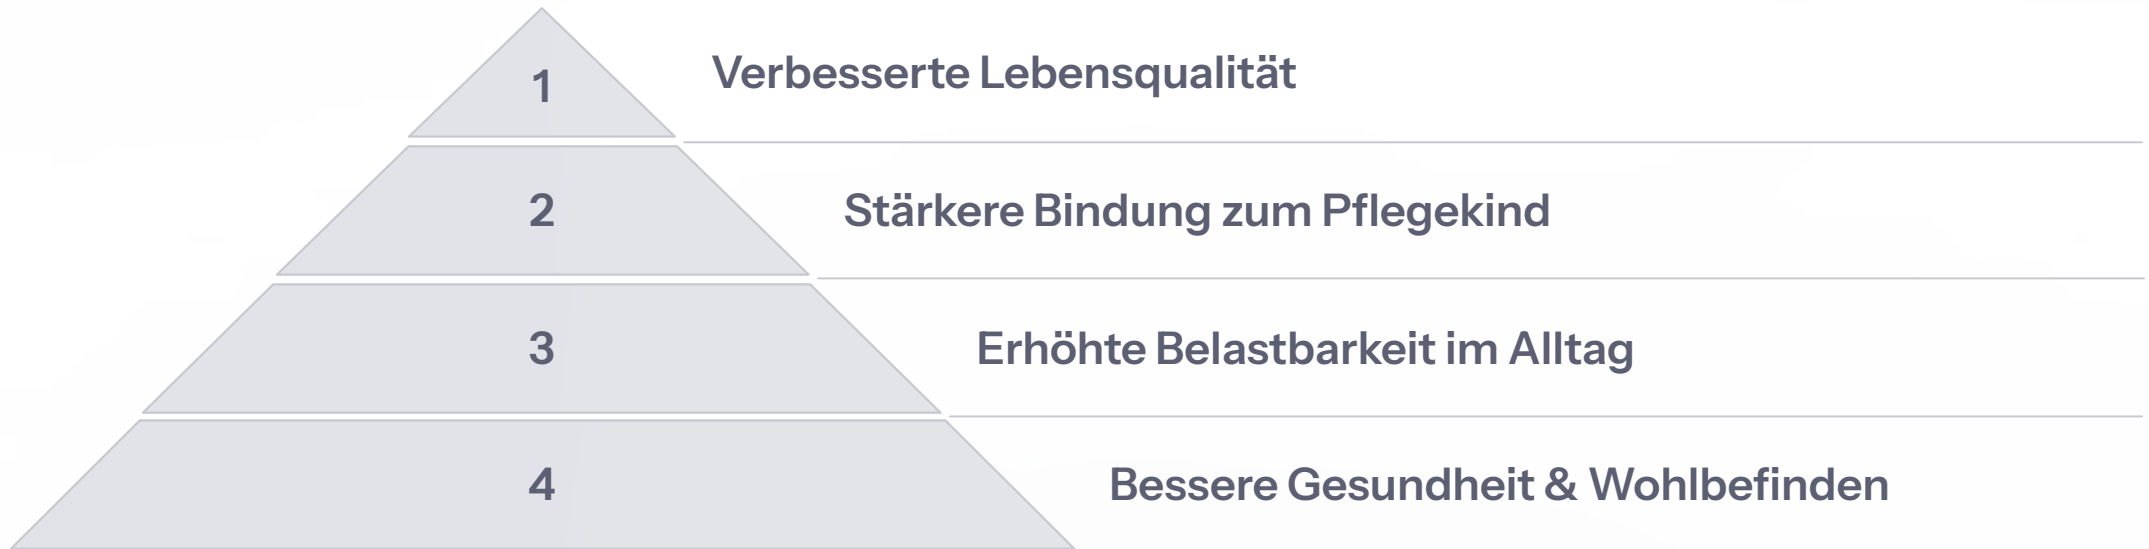 1
Verbesserte Lebensqualität
2
Stärkere Bindung zum Pflegekind
3
Erhöhte Belastbarkeit im Alltag
4
Bessere Gesundheit & Wohlbefinden